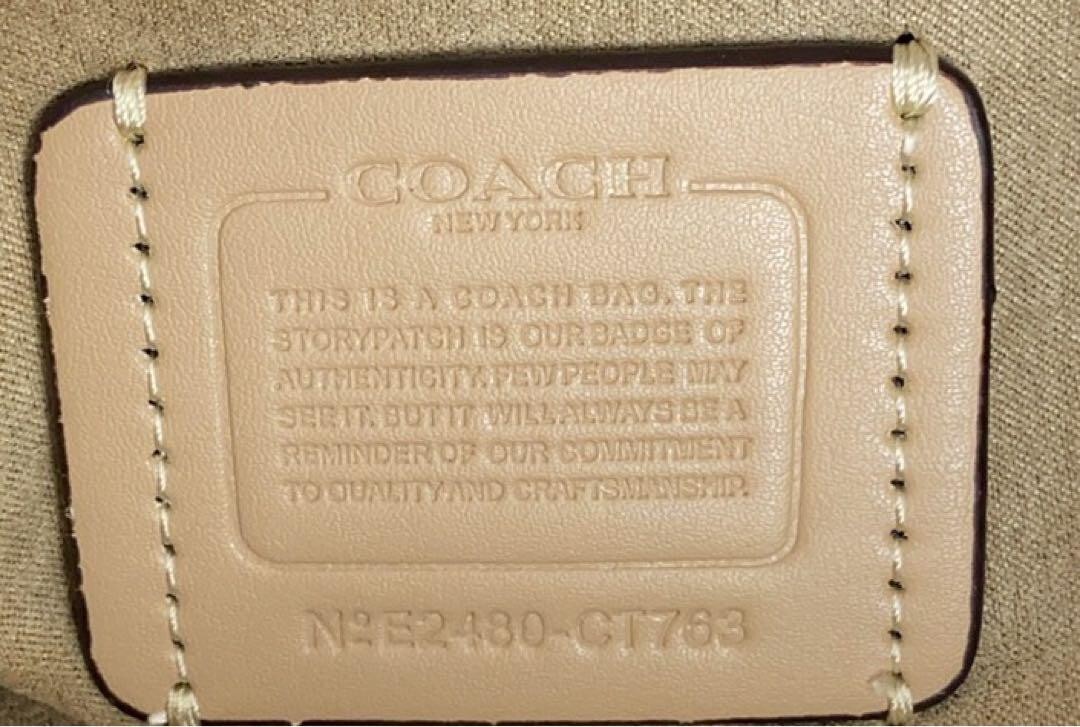 COACH
NEW YORK
THIS IS A COACH BAG. THE
STORYPATCH IS OUR BADGE OF
AUTHENTICITY. FEW PEOPLE MAY
SEE IT. BUT IT WILL ALWAYS BE A
REMINDER OF OUR COMMITMENT
TO QUALITY AND CRAFTSMANSHIP.
Nº E2480-CT763